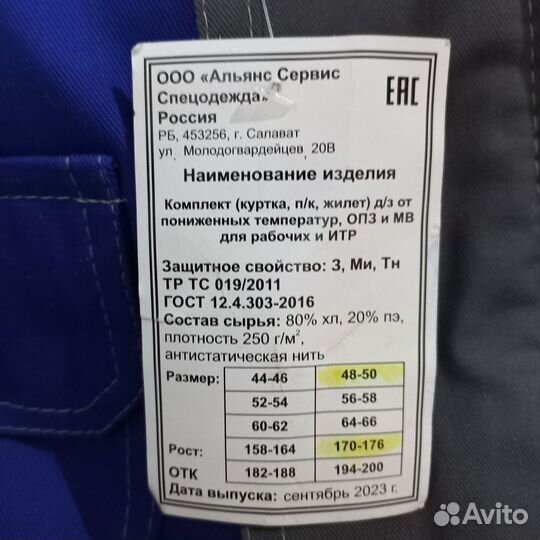 ООО «Альянс Сервис
Спецодежда»
Россия
РБ, 453256, г. Салават
ул. Молодогвардейцев, 20В
ЕАС
Наименование изделия
Комплект (куртка, п/к, жилет) д/з от
пониженных температур, ОПЗ и МВ
для рабочих и ИТР
Защитное свойство: З, Ми, Тн
ТР ТС 019/2011
ГОСТ 12.4.303-2016
Состав сырья: 80% хл, 20% пэ,
плотность 250 г/м²,
антистатическая нить
Размер: 44-46 48-50
52-54 56-58
60-62 64-66
Рост: 158-164 170-176
ОТК 182-188 194-200
Дата выпуска: сентябрь 2023 г.
Avito